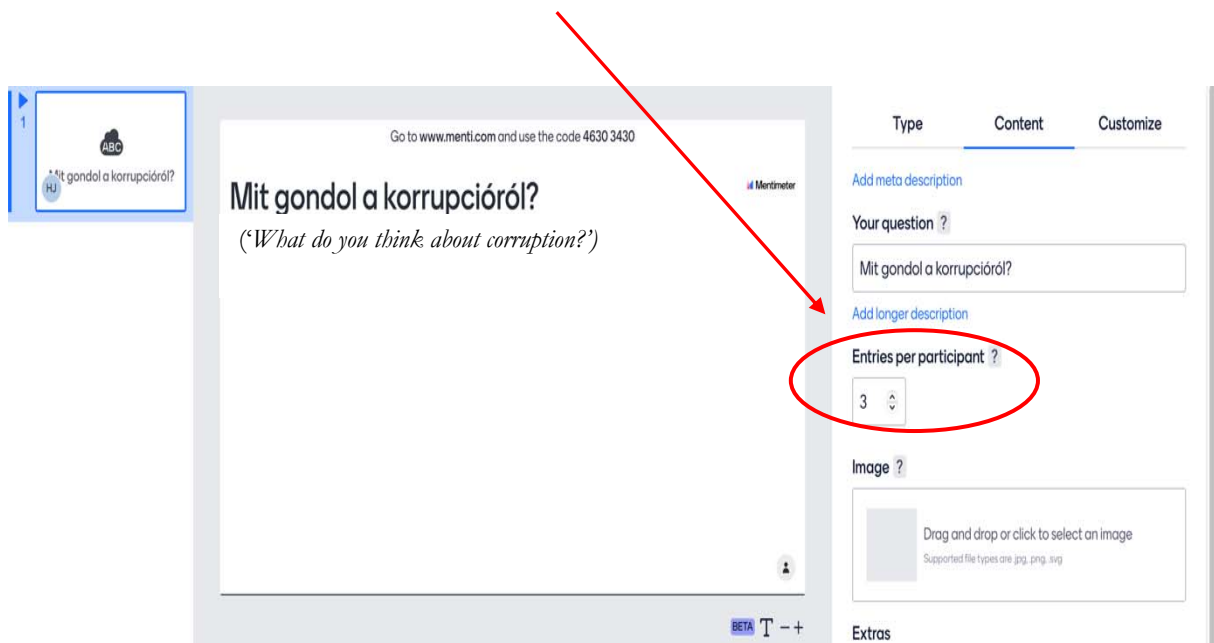 1
ABC
Mit gondol a korrupcióról?
HJ
Go to www.menti.com and use the code 4630 3430
Mit gondol a korrupcióról?
Mentimeter
(‘What do you think about corruption?’)
BETA T − +
Type Content Customize
Add meta description
Your question ?
Mit gondol a korrupcióról?
Add longer description
Entries per participant ?
3
Image ?
Drag and drop or click to select an image
Supported file types are jpg, png, .svg
Extras